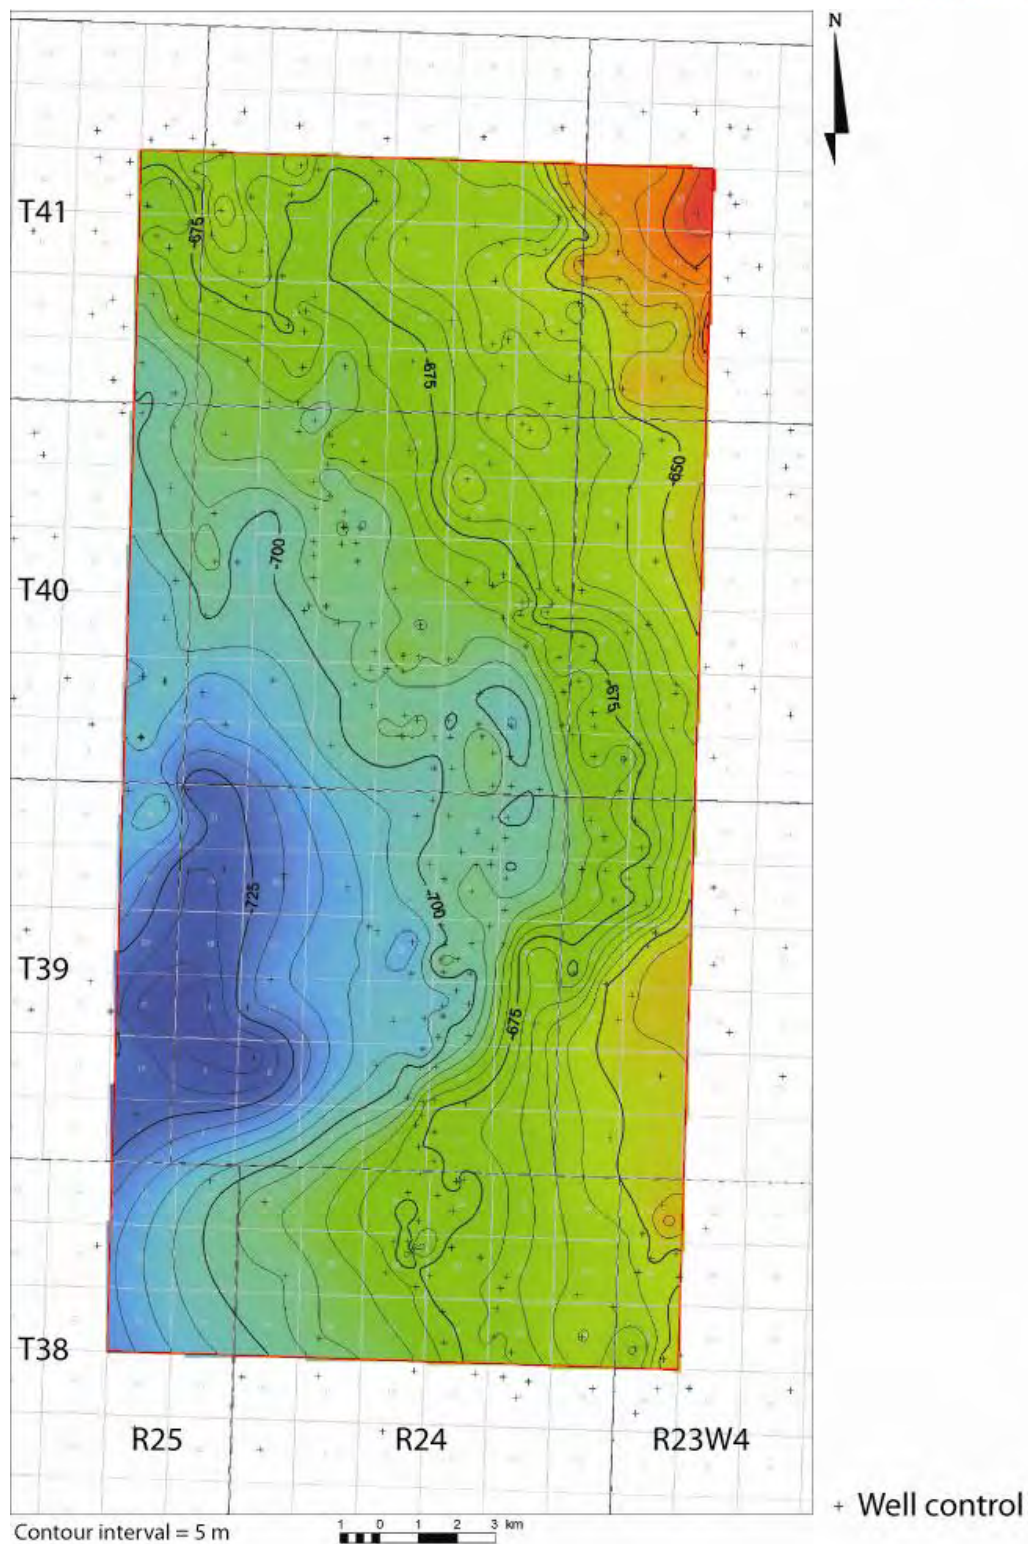 N
T41
-675
-675
-650
-700
T40
-675
-725
-700
T39
-675
T38
R25
R24
R23W4
+ Well control
Contour interval = 5 m
1 0 1 2 3 km